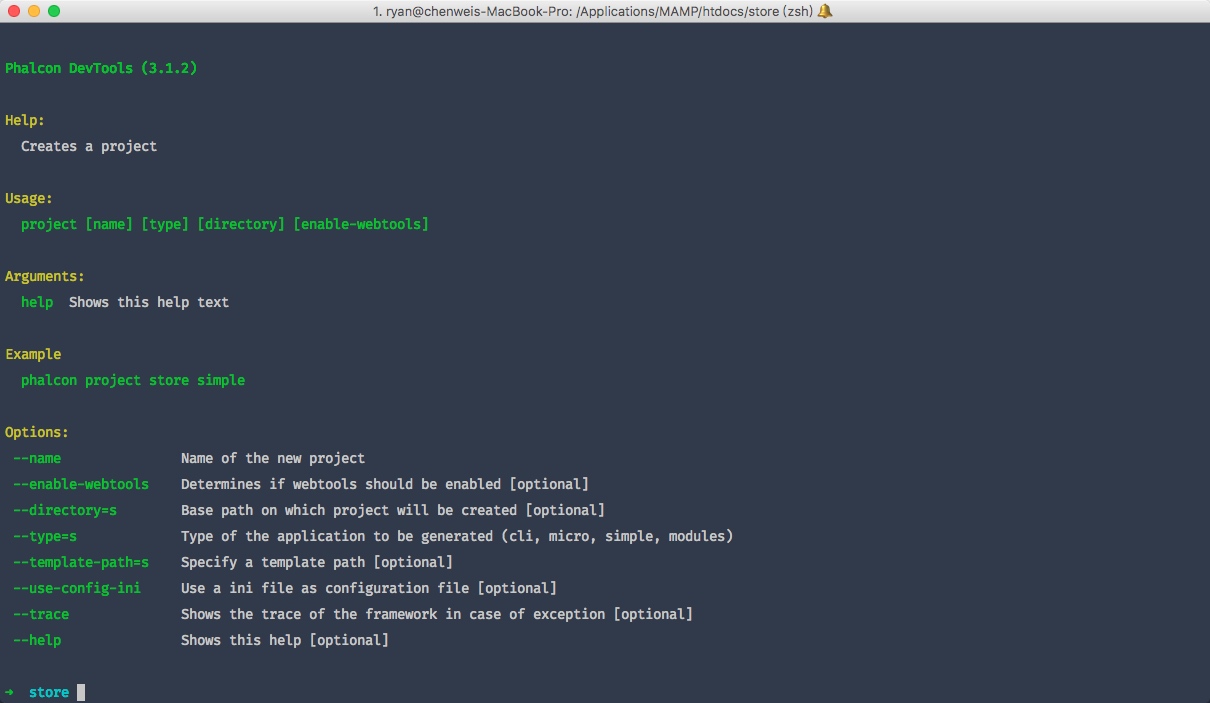 1. ryan@chenweis-MacBook-Pro: /Applications/MAMP/htdocs/store (zsh)
Phalcon DevTools (3.1.2)
Help:
Creates a project
Usage:
project [name] [type] [directory] [enable-webtools]
Arguments:
help Shows this help text
Example
phalcon project store simple
Options:
--name Name of the new project
--enable-webtools Determines if webtools should be enabled [optional]
--directory=s Base path on which project will be created [optional]
--type=s Type of the application to be generated (cli, micro, simple, modules)
--template-path=s Specify a template path [optional]
--use-config-ini Use a ini file as configuration file [optional]
--trace Shows the trace of the framework in case of exception [optional]
--help Shows this help [optional]
➜ store